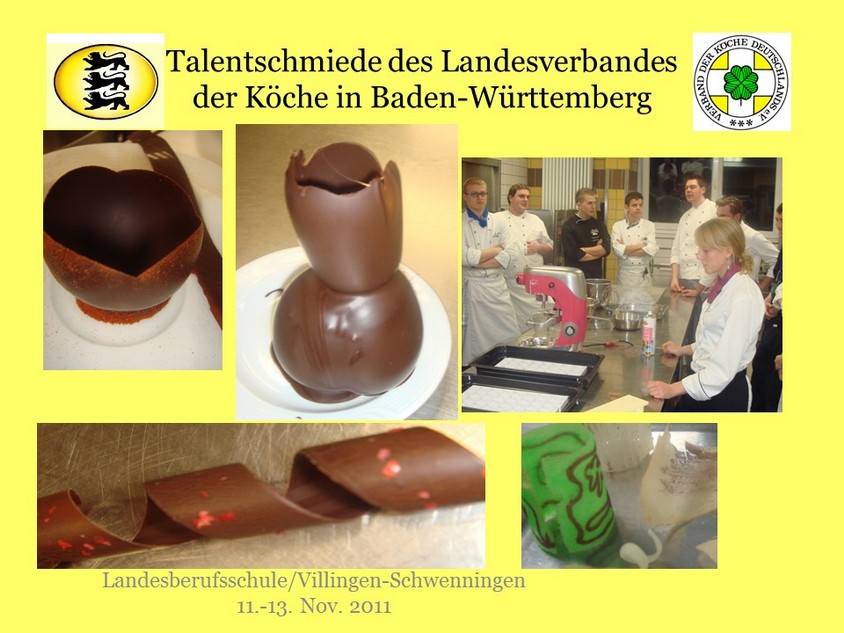 Talentschmiede des Landesverbandes
der Köche in Baden-Württemberg
VERBAND DER KÖCHE DEUTSCHLANDS e.V.
Landesberufsschule/Villingen-Schwenningen
11.-13. Nov. 2011